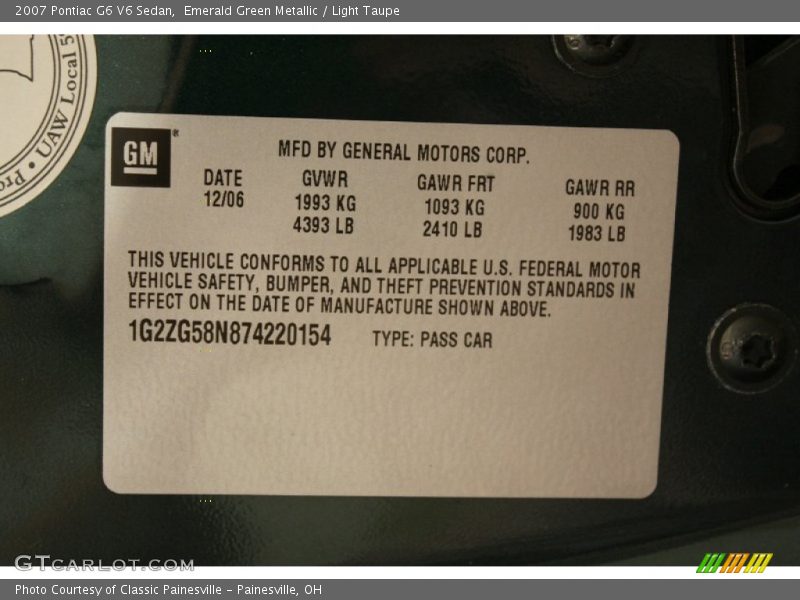 2007 Pontiac G6 V6 Sedan, Emerald Green Metallic / Light Taupe
Pro
• UAW Local 5
GM®
MFD BY GENERAL MOTORS CORP.
DATE GVWR GAWR FRT GAWR RR
12/06 1993 KG 1093 KG 900 KG
4393 LB 2410 LB 1983 LB
THIS VEHICLE CONFORMS TO ALL APPLICABLE U.S. FEDERAL MOTOR
VEHICLE SAFETY, BUMPER, AND THEFT PREVENTION STANDARDS IN
EFFECT ON THE DATE OF MANUFACTURE SHOWN ABOVE.
1G2ZG58N874220154 TYPE: PASS CAR
GTCARLOT.COM
Photo Courtesy of Classic Painesville - Painesville, OH